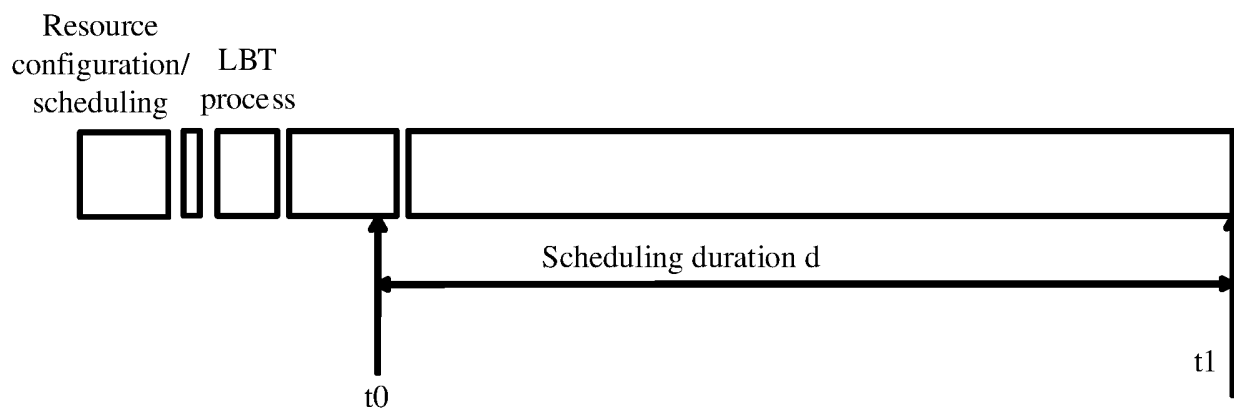 Resource
configuration/
scheduling
LBT
process
Scheduling duration d
t0
t1